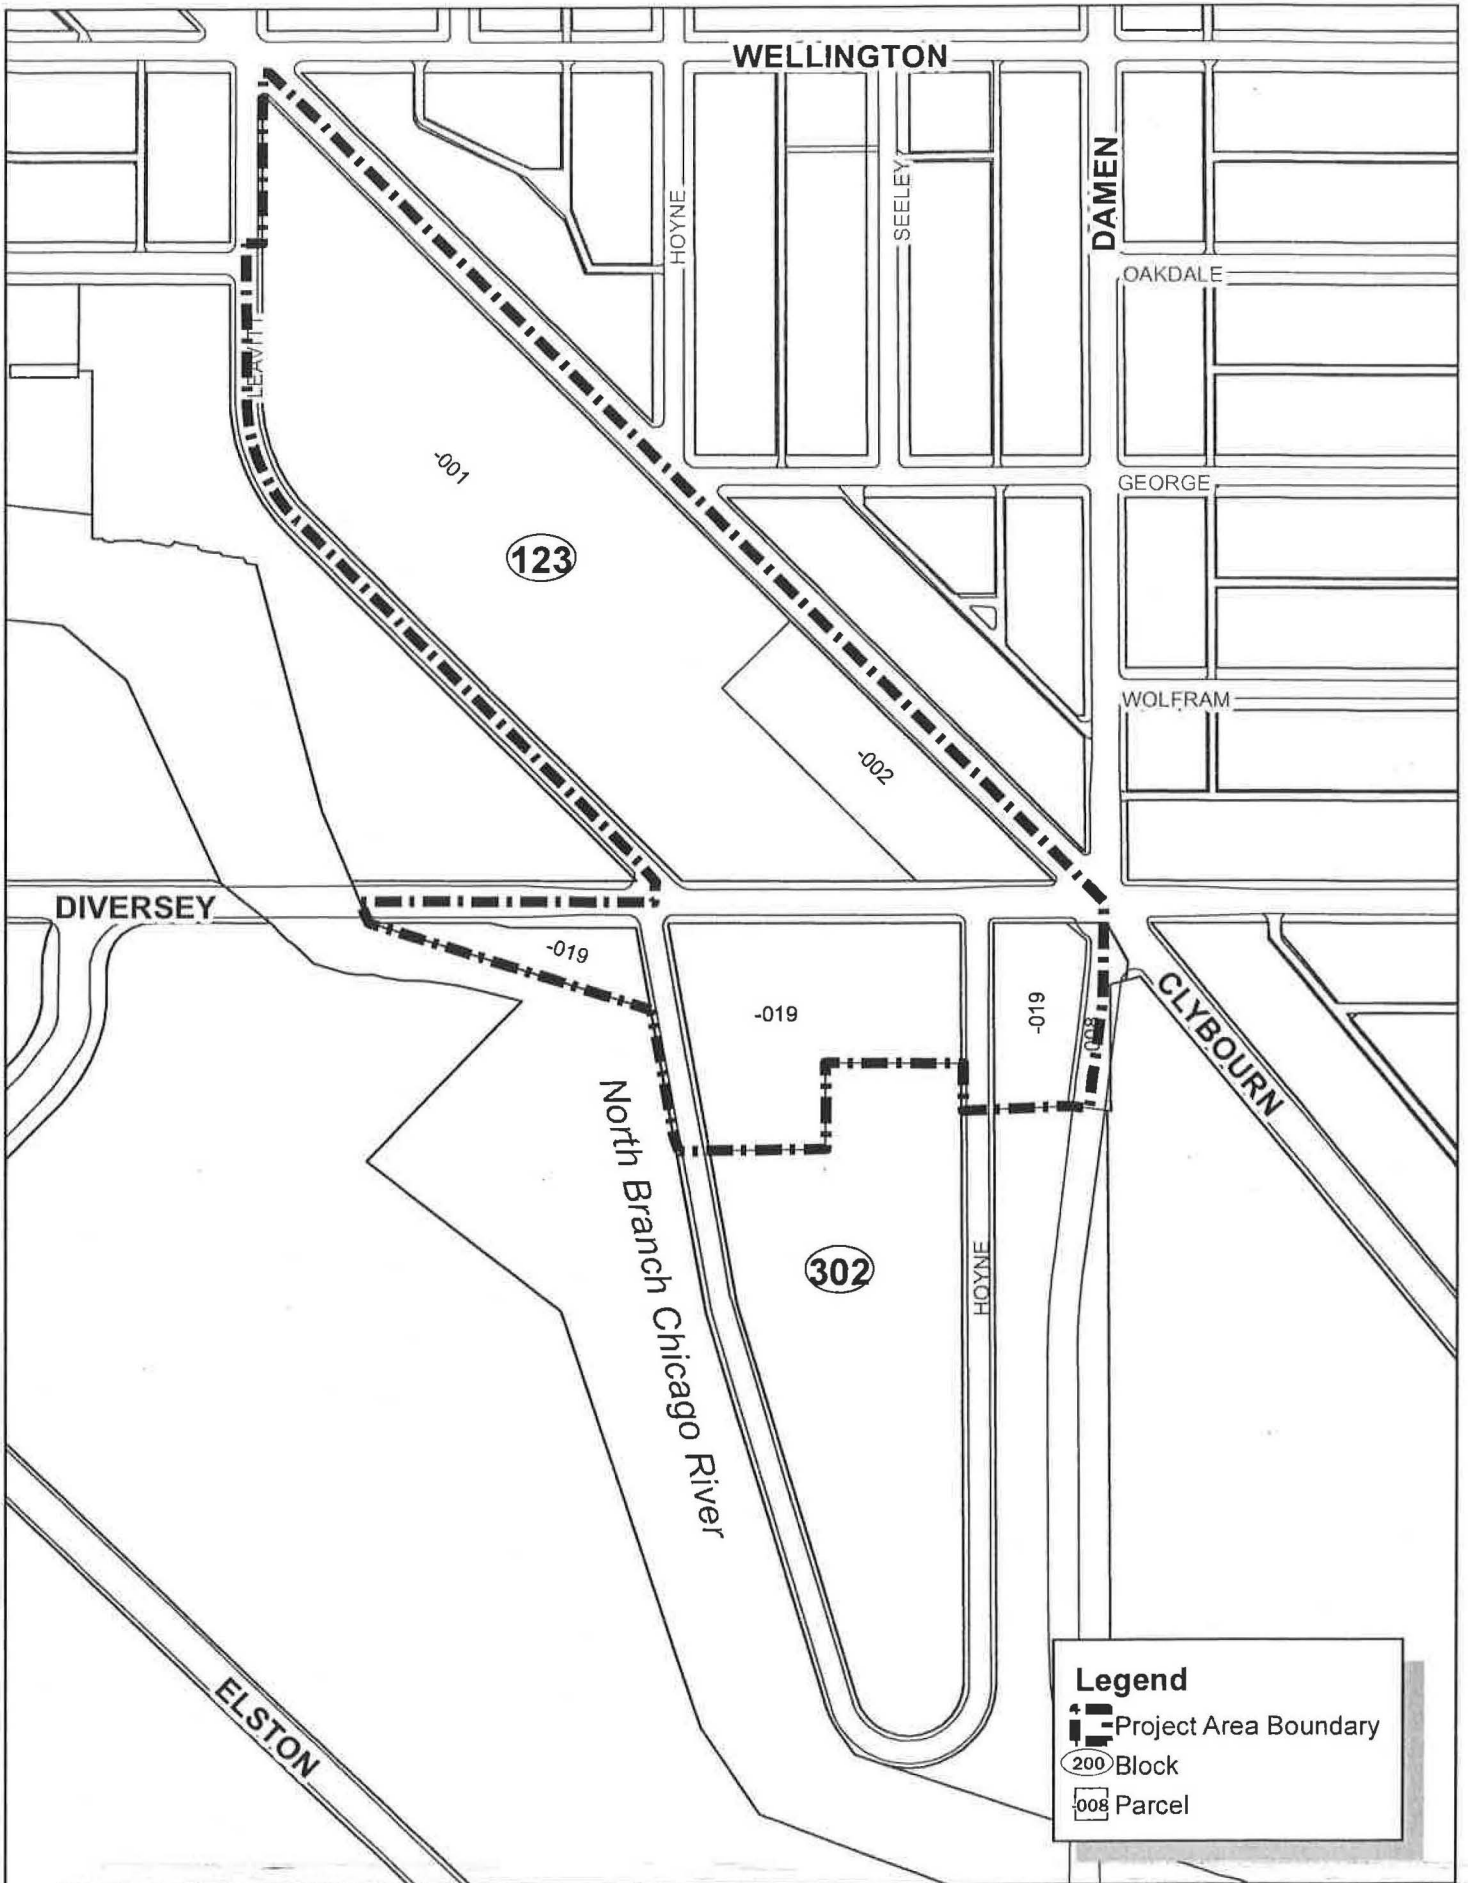 WELLINGTON
HOYNE
SEELEY
DAMEN
OAKDALE
LEAVITT
-001
GEORGE
123
WOLFRAM
-002
DIVERSEY
-019
-019
-019
008
CLYBOURN
North Branch Chicago River
302
HOYNE
ELSTON
Legend
Project Area Boundary
200 Block
-008 Parcel